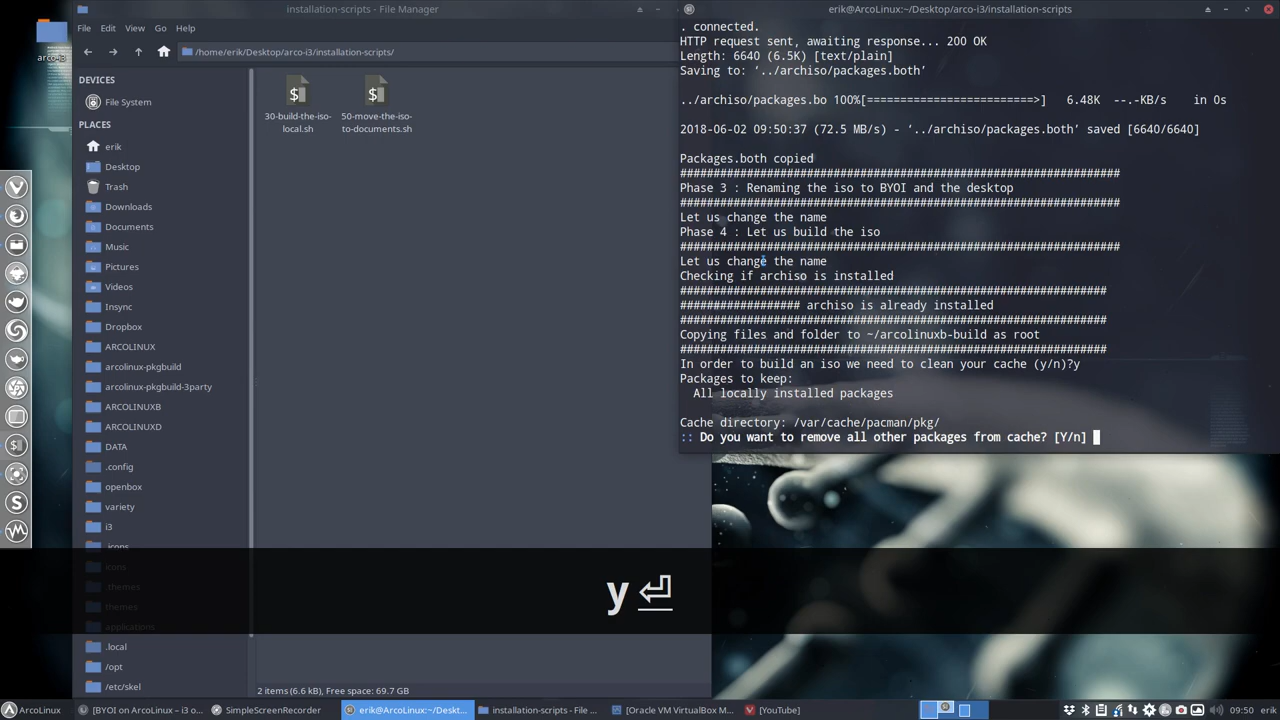 installation-scripts - File Manager
File Edit View Go Help
/home/erik/Desktop/arco-i3/installation-scripts/
DEVICES
File System
PLACES
erik
Desktop
Trash
Downloads
Documents
Music
Pictures
Videos
Insync
Dropbox
ARCOLINUX
arcolinux-pkgbuild
arcolinux-pkgbuild-3party
ARCOLINUXB
ARCOLINUXD
DATA
.config
openbox
variety
i3
.icons
icons
.themes
themes
applications
.local
/opt
/etc/skel
30-build-the-iso-
local.sh
50-move-the-iso-
to-documents.sh
2 items (6.6 kB), Free space: 69.7 GB
erik@ArcoLinux:~/Desktop/arco-i3/installation-scripts
. connected.
HTTP request sent, awaiting response... 200 OK
Length: 6640 (6.5K) [text/plain]
Saving to: ‘../archiso/packages.both’
../archiso/packages.bo 100%[=========================>] 6.48K --.-KB/s in 0s
2018-06-02 09:50:37 (72.5 MB/s) - ‘../archiso/packages.both’ saved [6640/6640]
Packages.both copied
##################################################################
Phase 3 : Renaming the iso to BYOI and the desktop
##################################################################
Let us change the name
Phase 4 : Let us build the iso
##################################################################
Let us change the name
Checking if archiso is installed
################################################################
################## archiso is already installed
################################################################
Copying files and folder to ~/arcolinuxb-build as root
################################################################
In order to build an iso we need to clean your cache (y/n)?y
Packages to keep:
All locally installed packages
Cache directory: /var/cache/pacman/pkg/
:: Do you want to remove all other packages from cache? [Y/n]
y ⏎
ArcoLinux [BYOI on ArcoLinux – i3 o... SimpleScreenRecorder erik@ArcoLinux:~/Deskt... installation-scripts - File ... [Oracle VM VirtualBox M... [YouTube] 09:50 erik